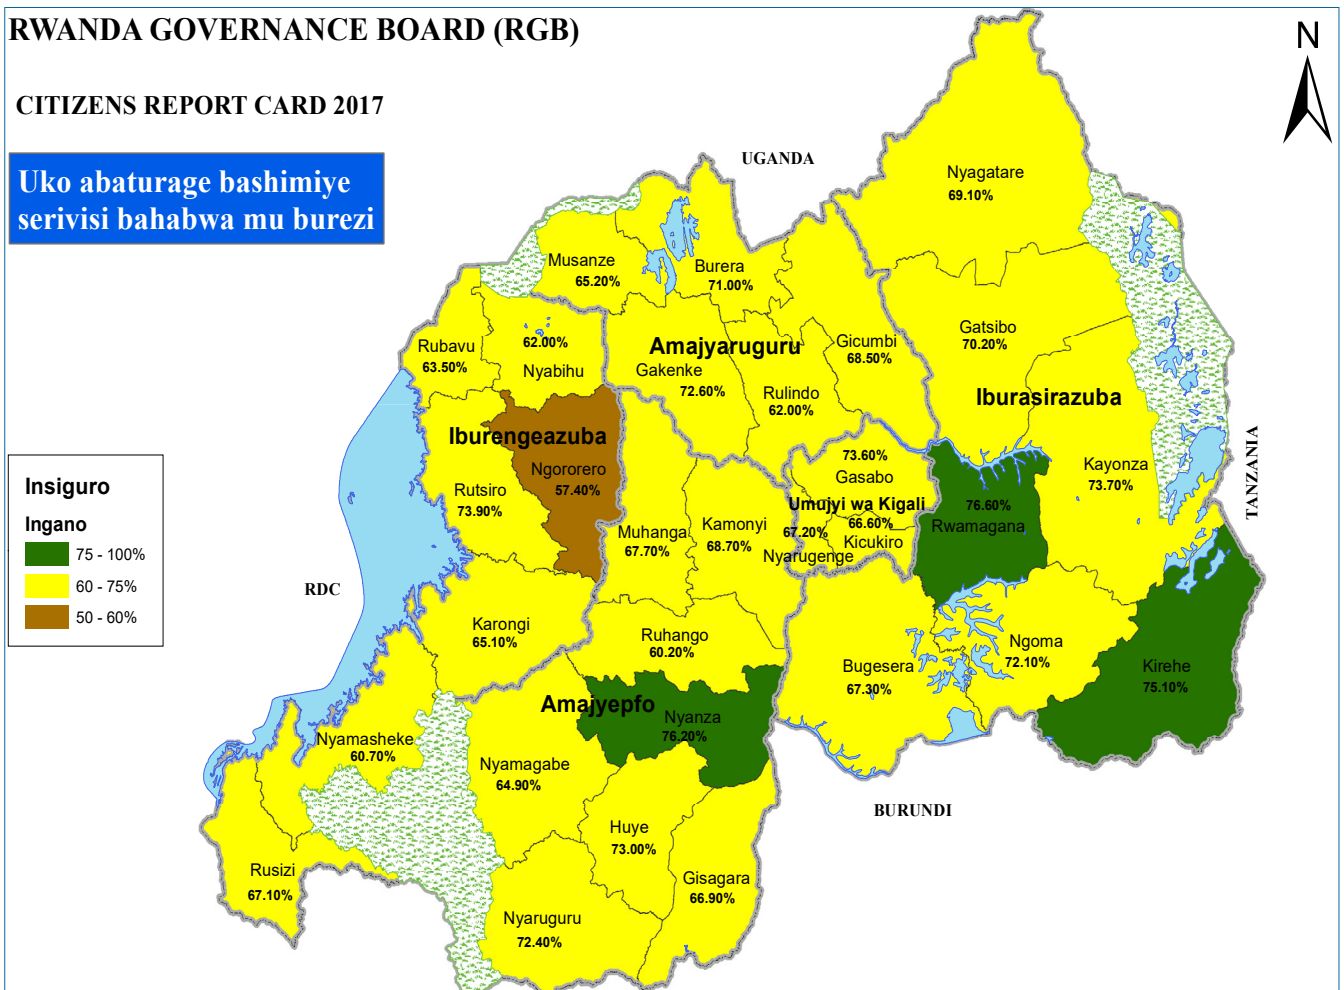 RWANDA GOVERNANCE BOARD (RGB)
CITIZENS REPORT CARD 2017
Uko abaturage bashimiye
serivisi bahabwa mu burezi
N
UGANDA
Nyagatare
69.10%
Musanze
65.20%
Burera
71.00%
Gicumbi
68.50%
Gatsibo
70.20%
Rubavu
63.50%
62.00%
Nyabihu
Amajyaruguru
Gakenke
72.60%
Rulindo
62.00%
Iburasirazuba
Iburengeazuba
Ngororero
57.40%
Rutsiro
73.90%
73.60%
Gasabo
Umujyi wa Kigali
66.60%
Kicukiro
67.20%
Nyarugenge
Kayonza
73.70%
76.60%
Rwamagana
TANZANIA
Muhanga
67.70%
Kamonyi
68.70%
Insiguro
Ingano
75 - 100%
60 - 75%
50 - 60%
RDC
Karongi
65.10%
Ruhango
60.20%
Bugesera
67.30%
Ngoma
72.10%
Kirehe
75.10%
Amajyepfo
Nyanza
76.20%
Nyamasheke
60.70%
Nyamagabe
64.90%
BURUNDI
Huye
73.00%
Rusizi
67.10%
Gisagara
66.90%
Nyaruguru
72.40%